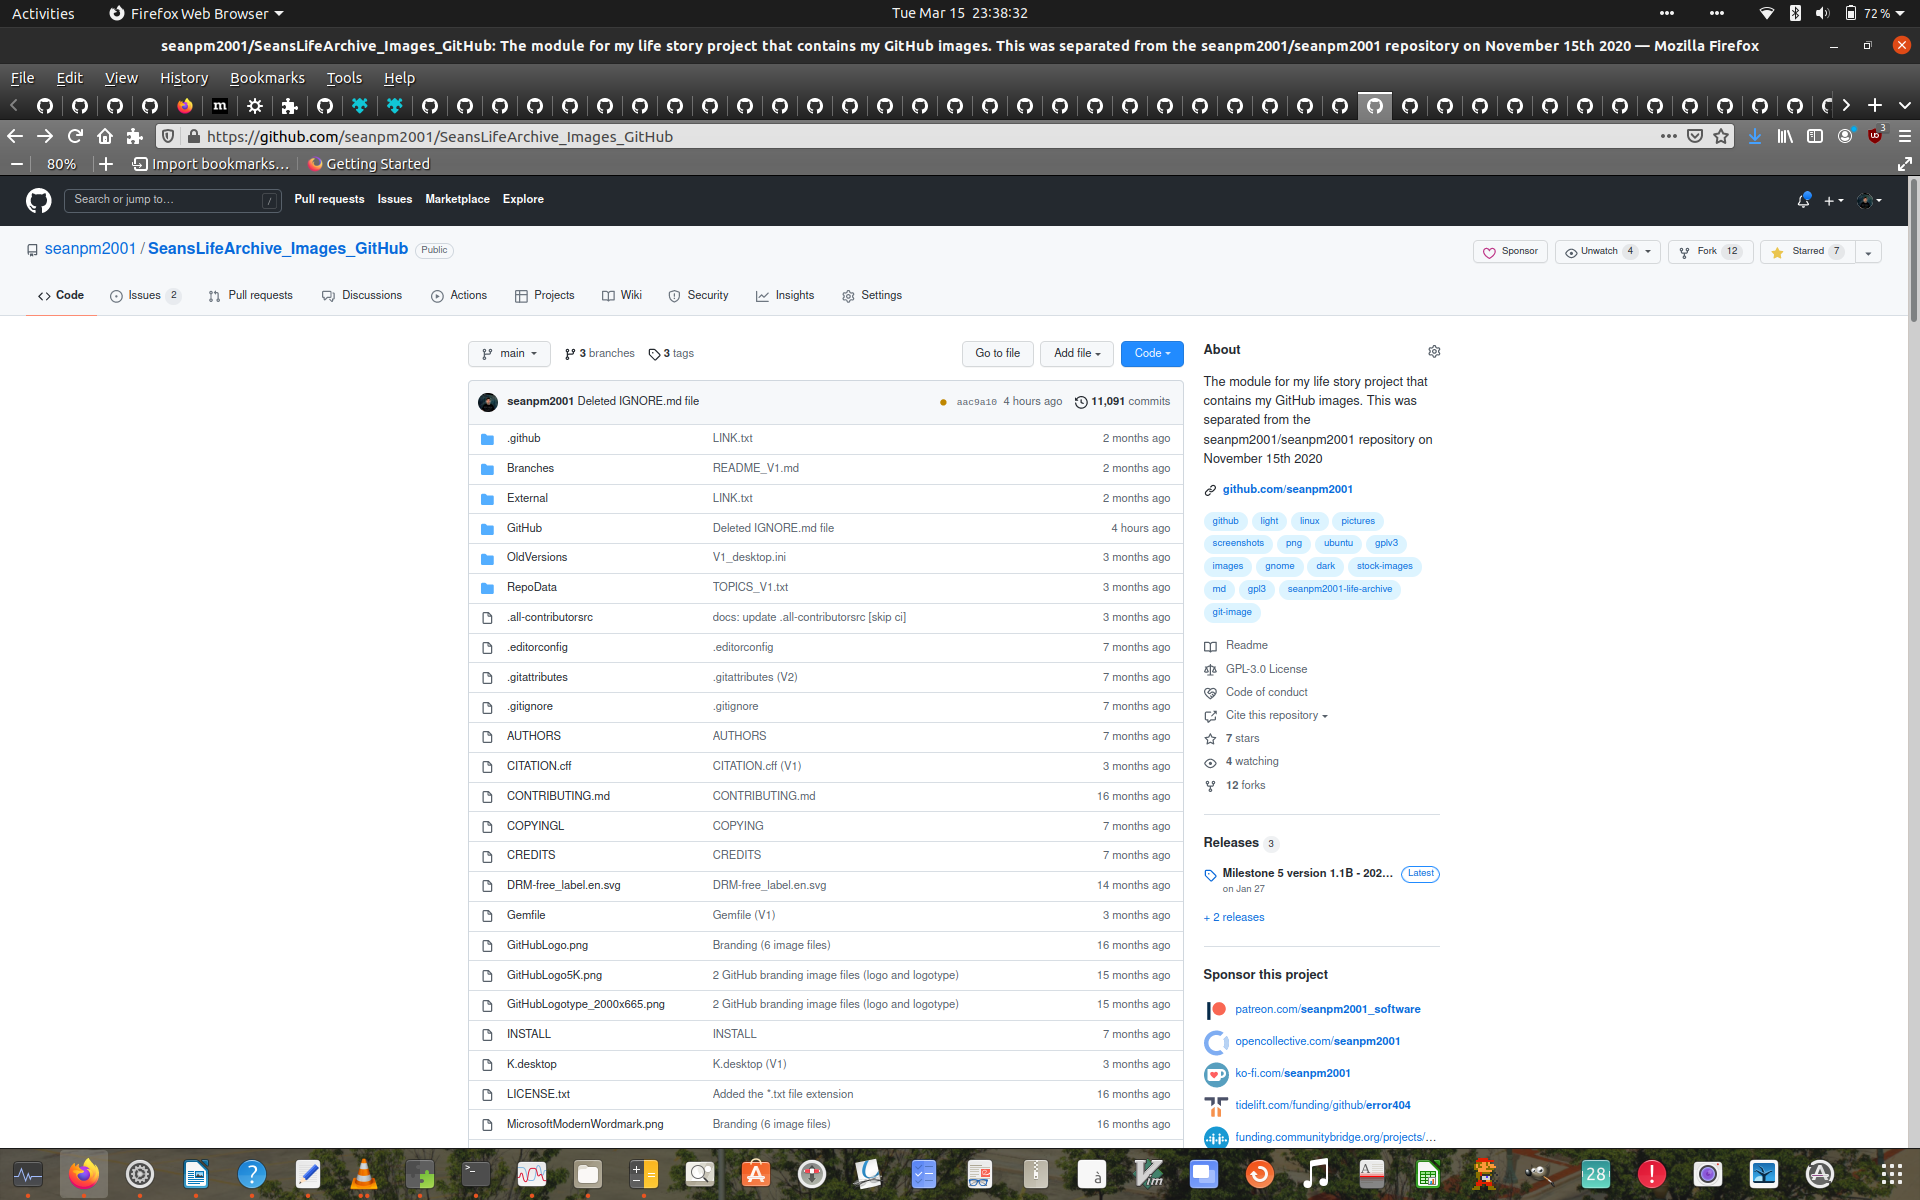 Activities Firefox Web Browser Tue Mar 15 23:38:32 72 %
seanpm2001/SeansLifeArchive_Images_GitHub: The module for my life story project that contains my GitHub images. This was separated from the seanpm2001/seanpm2001 repository on November 15th 2020 — Mozilla Firefox
File Edit View History Bookmarks Tools Help
https://github.com/seanpm2001/SeansLifeArchive_Images_GitHub 3
80% Import bookmarks... Getting Started
Search or jump to... / Pull requests Issues Marketplace Explore
seanpm2001 / SeansLifeArchive_Images_GitHub Public Sponsor Unwatch 4 Fork 12 Starred 7
Code Issues 2 Pull requests Discussions Actions Projects Wiki Security Insights Settings
main 3 branches 3 tags Go to file Add file Code
seanpm2001 Deleted IGNORE.md file aac9a10 4 hours ago 11,091 commits
.github LINK.txt 2 months ago
Branches README_V1.md 2 months ago
External LINK.txt 2 months ago
GitHub Deleted IGNORE.md file 4 hours ago
OldVersions V1_desktop.ini 3 months ago
RepoData TOPICS_V1.txt 3 months ago
.all-contributorsrc docs: update .all-contributorsrc [skip ci] 3 months ago
.editorconfig .editorconfig 7 months ago
.gitattributes .gitattributes (V2) 7 months ago
.gitignore .gitignore 7 months ago
AUTHORS AUTHORS 7 months ago
CITATION.cff CITATION.cff (V1) 3 months ago
CONTRIBUTING.md CONTRIBUTING.md 16 months ago
COPYINGL COPYING 7 months ago
CREDITS CREDITS 7 months ago
DRM-free_label.en.svg DRM-free_label.en.svg 14 months ago
Gemfile Gemfile (V1) 3 months ago
GitHubLogo.png Branding (6 image files) 16 months ago
GitHubLogo5K.png 2 GitHub branding image files (logo and logotype) 15 months ago
GitHubLogotype_2000x665.png 2 GitHub branding image files (logo and logotype) 15 months ago
INSTALL INSTALL 7 months ago
K.desktop K.desktop (V1) 3 months ago
LICENSE.txt Added the *.txt file extension 16 months ago
MicrosoftModernWordmark.png Branding (6 image files) 16 months ago
About
The module for my life story project that
contains my GitHub images. This was
separated from the
seanpm2001/seanpm2001 repository on
November 15th 2020
github.com/seanpm2001
github light linux pictures
screenshots png ubuntu gplv3
images gnome dark stock-images
md gpl3 seanpm2001-life-archive
git-image
Readme
GPL-3.0 License
Code of conduct
Cite this repository
7 stars
4 watching
12 forks
Releases 3
Milestone 5 version 1.1B - 202... Latest
on Jan 27
+ 2 releases
Sponsor this project
patreon.com/seanpm2001_software
opencollective.com/seanpm2001
ko-fi.com/seanpm2001
tidelift.com/funding/github/error404
funding.communitybridge.org/projects/...
28